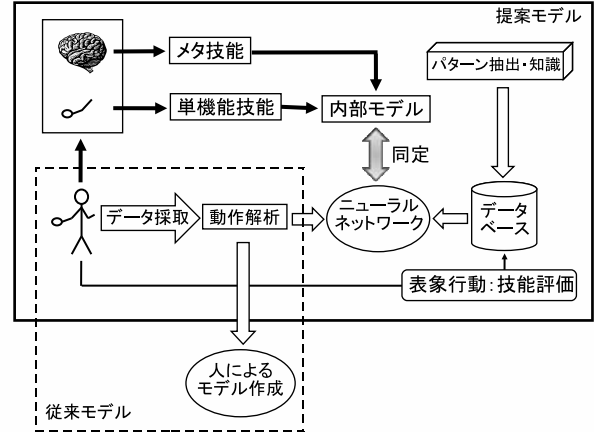 提案モデル
メタ技能
パターン抽出・知識
単機能技能
内部モデル
同定
データ採取
動作解析
ニューラル
ネットワーク
データ
ベース
表象行動：技能評価
人による
モデル作成
従来モデル